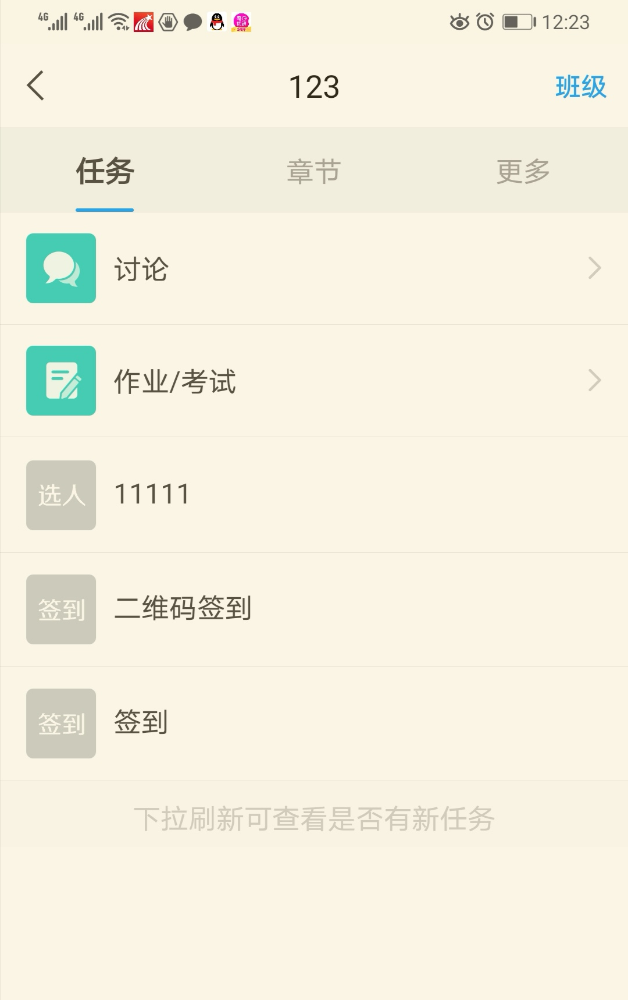 4G 4G 12:23
123 班级
任务 章节 更多
讨论
作业/考试
选人 11111
签到 二维码签到
签到 签到
下拉刷新可查看是否有新任务